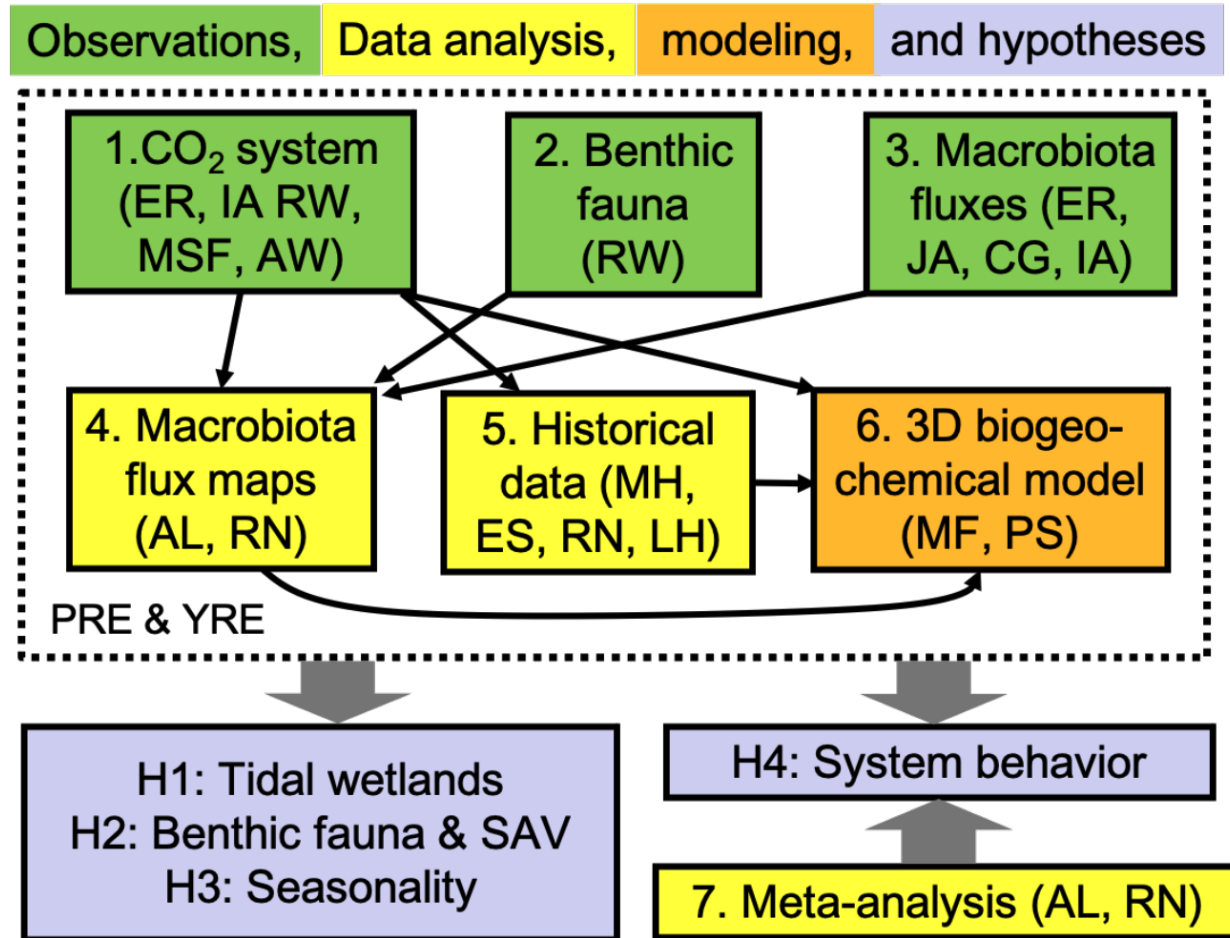 Observations, Data analysis, modeling, and hypotheses
1.CO₂ system
(ER, IA RW,
MSF, AW)
2. Benthic
fauna
(RW)
3. Macrobiota
fluxes (ER,
JA, CG, IA)
4. Macrobiota
flux maps
(AL, RN)
5. Historical
data (MH,
ES, RN, LH)
6. 3D biogeo-
chemical model
(MF, PS)
PRE & YRE
H1: Tidal wetlands
H2: Benthic fauna & SAV
H3: Seasonality
H4: System behavior
7. Meta-analysis (AL, RN)